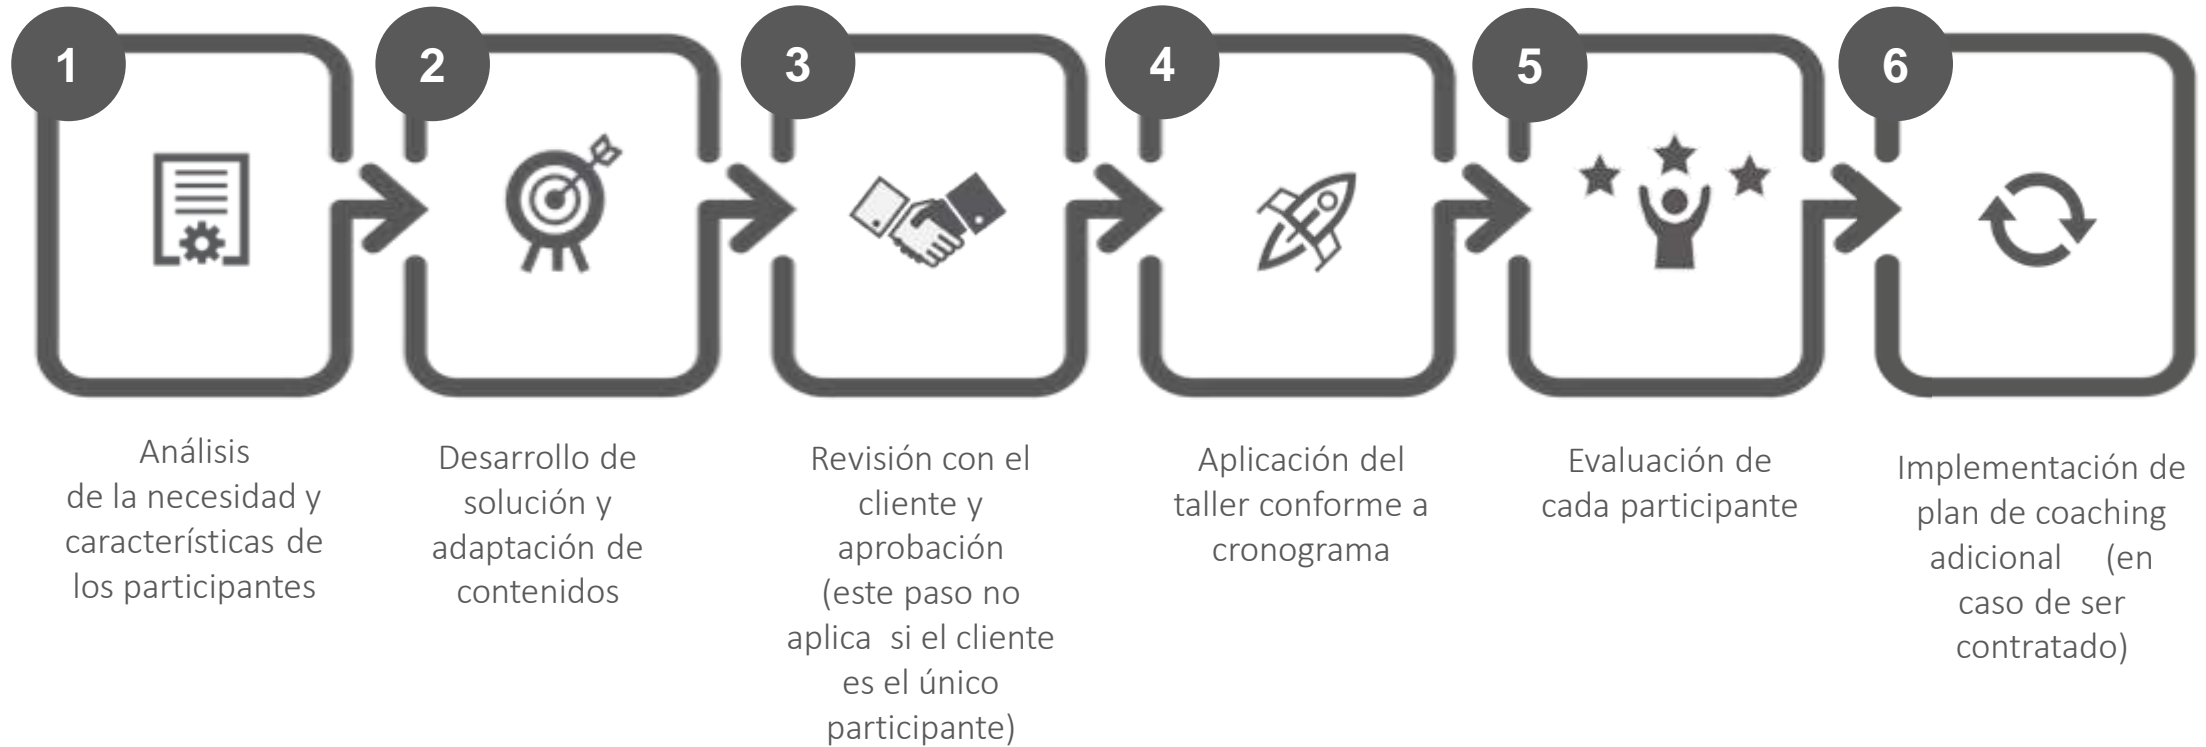 1
Análisis
de la necesidad y
características de
los participantes
2
Desarrollo de
solución y
adaptación de
contenidos
3
Revisión con el
cliente y
aprobación
(este paso no
aplica  si el cliente
es el único
participante)
4
Aplicación del
taller conforme a
cronograma
5
Evaluación de
cada participante
6
Implementación de
plan de coaching
adicional    (en
caso de ser
contratado)